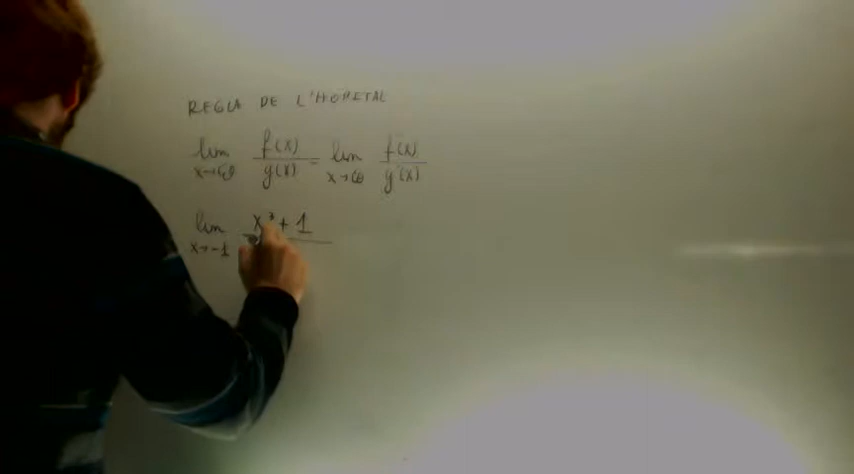 REGLA DE L'HOPITAL
lim x→ f(x)/g(x) = lim x→ f'(x)/g'(x)
lim x→-1 x³+1